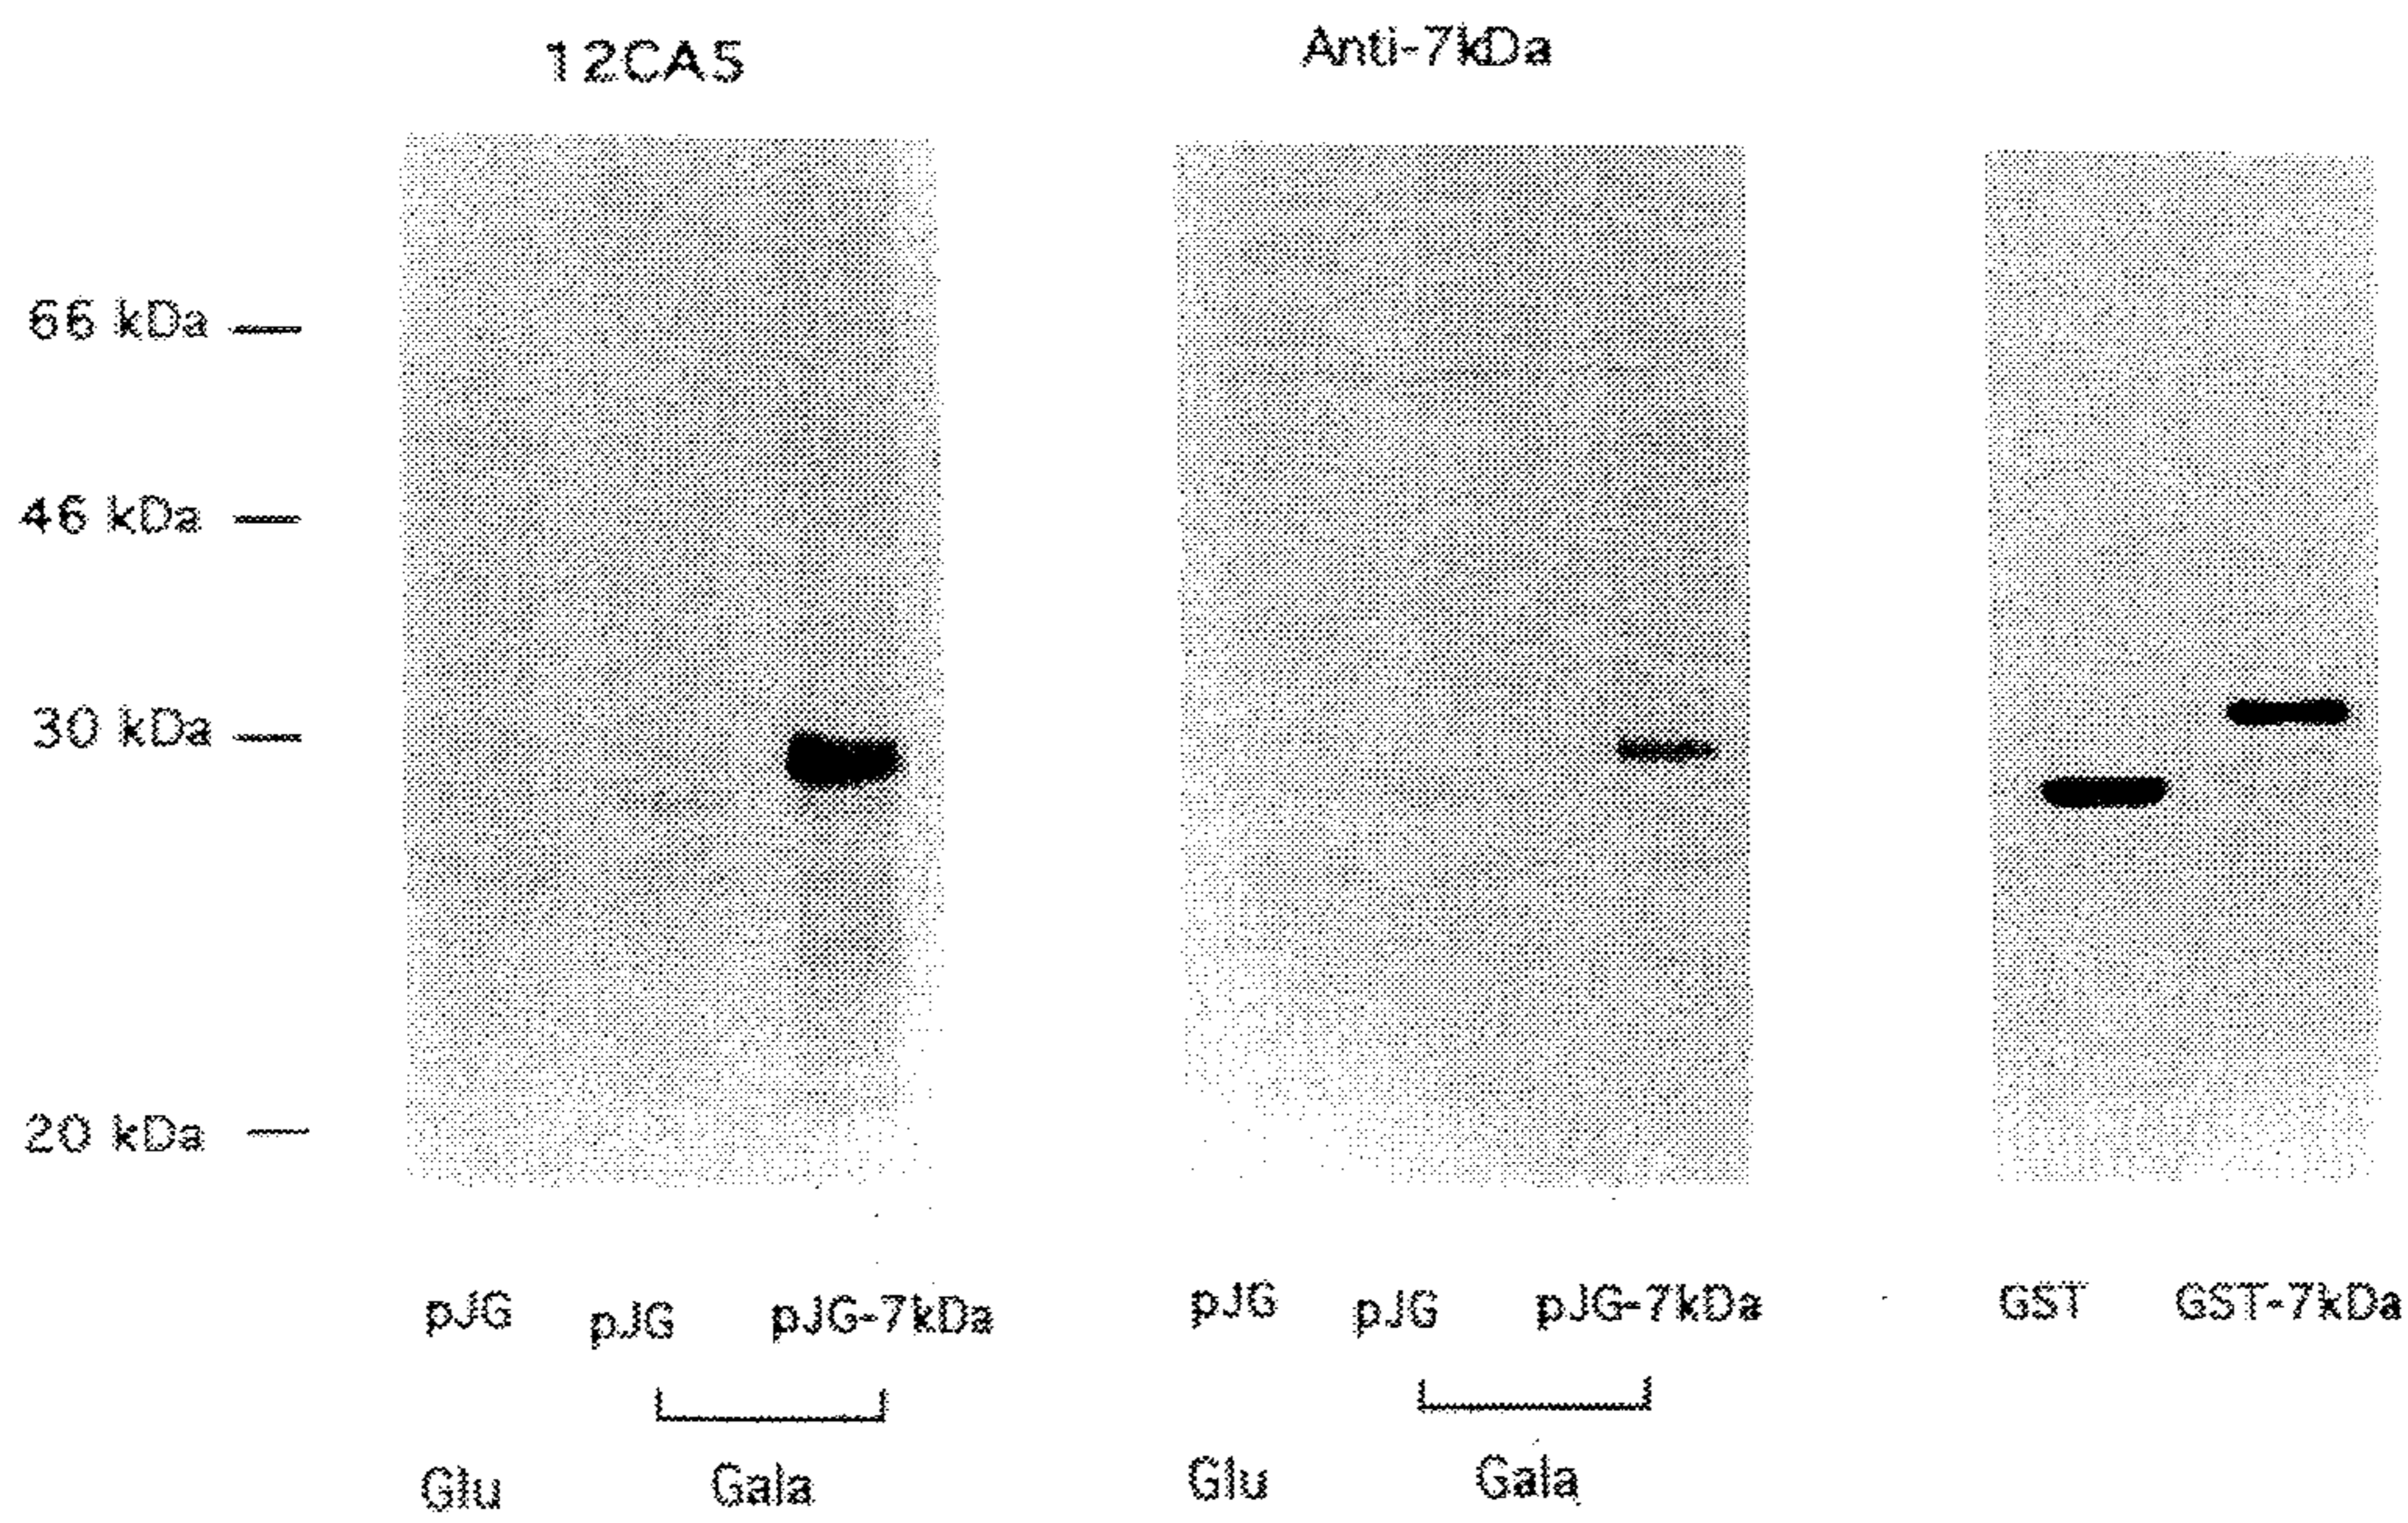 12CA5
Anti-7kDa
66 kDa
46 kDa
30 kDa
20 kDa
pJG pJG pJG-7kDa
pJG pJG pJG-7kDa
GST GST-7kDa
Glu Gala
Glu Gala